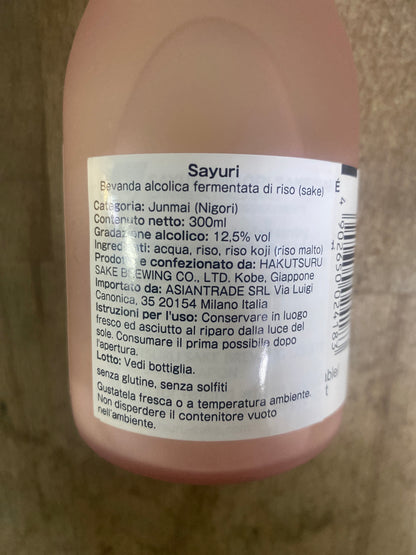 Sayuri
Bevanda alcolica fermentata di riso (sake)
Categoria: Junmai (Nigori)
Contenuto netto: 300ml
Gradazione alcolico: 12,5% vol
Ingredienti: acqua, riso, riso koji (riso malto)
Prodotto e confezionato da: HAKUTSURU
SAKE BREWING CO., LTD. Kobe, Giappone
Importato da: ASIANTRADE SRL Via Luigi
Canonica, 35 20154 Milano Italia
Istruzioni per l'uso: Conservare in luogo
fresco ed asciutto al riparo dalla luce del
sole. Consumare il prima possibile dopo
l'apertura.
Lotto: Vedi bottiglia.
senza glutine, senza solfiti
Gustatela fresca o a temperatura ambiente.
Non disperdere il contenitore vuoto
nell'ambiente.